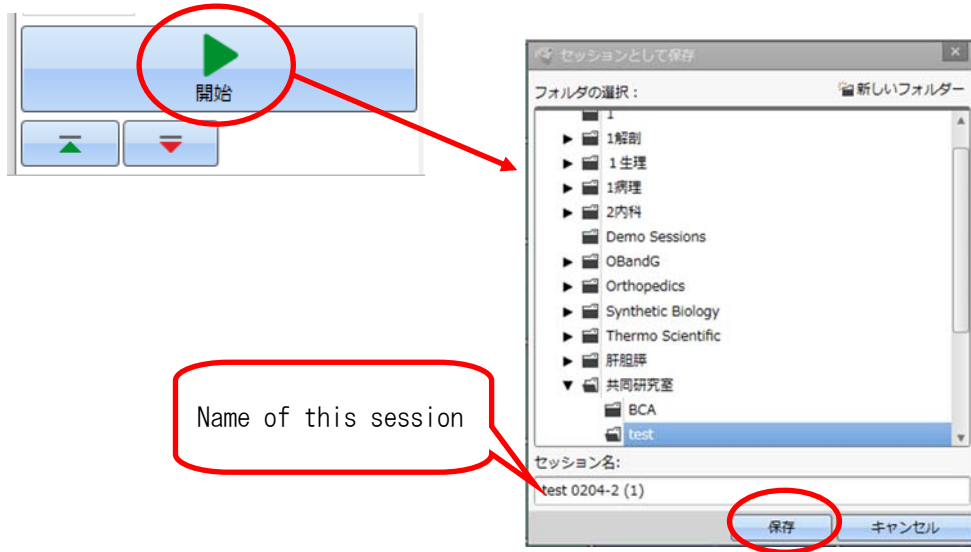 開始
セッションとして保存
フォルダの選択：
新しいフォルダー
1
1解剖
１生理
1病理
2内科
Demo Sessions
OBandG
Orthopedics
Synthetic Biology
Thermo Scientific
肝胆膵
共同研究室
BCA
test
Name of this session
セッション名:
test 0204-2 (1)
保存
キャンセル